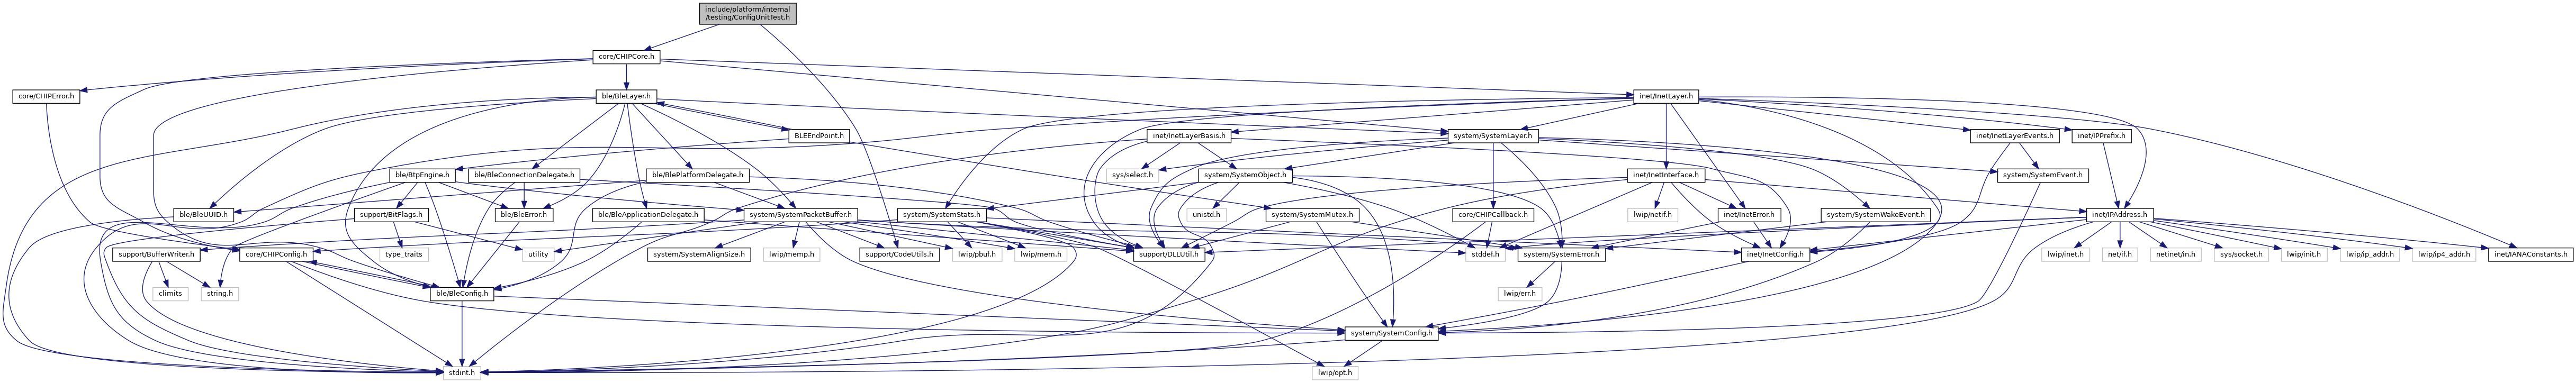 include/platform/internal
/testing/ConfigUnitTest.h
core/CHIPCore.h
core/CHIPError.h
ble/BleLayer.h
inet/InetLayer.h
BLEEndPoint.h
inet/InetLayerBasis.h
system/SystemLayer.h
inet/InetLayerEvents.h
inet/IPPrefix.h
ble/BtpEngine.h
ble/BleConnectionDelegate.h
ble/BlePlatformDelegate.h
sys/select.h
system/SystemObject.h
inet/InetInterface.h
system/SystemEvent.h
ble/BleUUID.h
support/BitFlags.h
ble/BleError.h
ble/BleApplicationDelegate.h
system/SystemPacketBuffer.h
system/SystemStats.h
unistd.h
system/SystemMutex.h
core/CHIPCallback.h
lwip/netif.h
inet/InetError.h
system/SystemWakeEvent.h
inet/IPAddress.h
support/BufferWriter.h
core/CHIPConfig.h
type_traits
utility
system/SystemAlignSize.h
lwip/memp.h
support/CodeUtils.h
lwip/pbuf.h
lwip/mem.h
support/DLLUtil.h
stddef.h
system/SystemError.h
inet/InetConfig.h
lwip/inet.h
net/if.h
netinet/in.h
sys/socket.h
lwip/init.h
lwip/ip_addr.h
lwip/ip4_addr.h
inet/IANAConstants.h
climits
string.h
ble/BleConfig.h
lwip/err.h
system/SystemConfig.h
stdint.h
lwip/opt.h